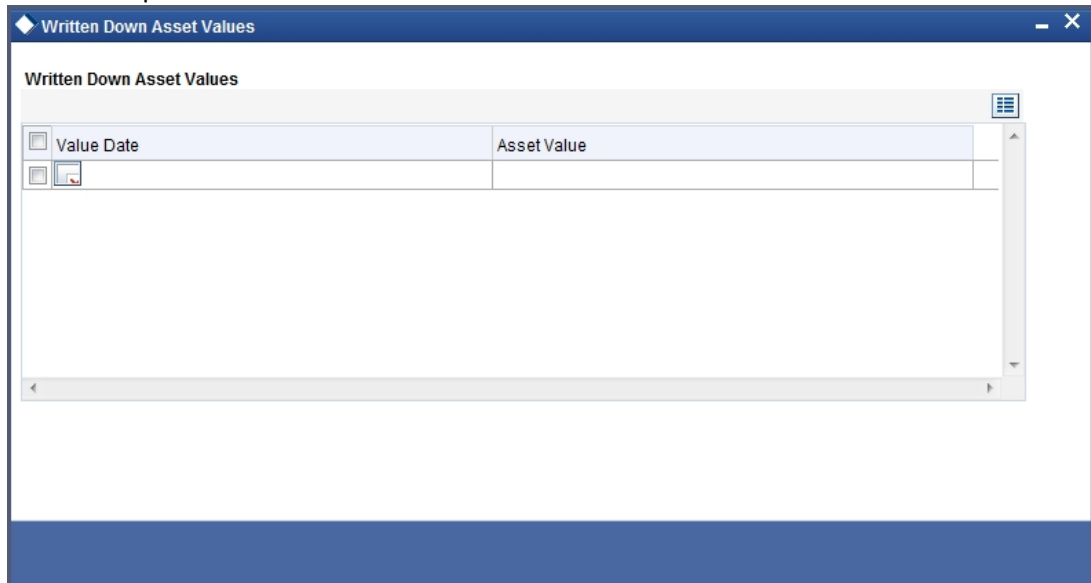 Written Down Asset Values
Written Down Asset Values
Value Date Asset Value